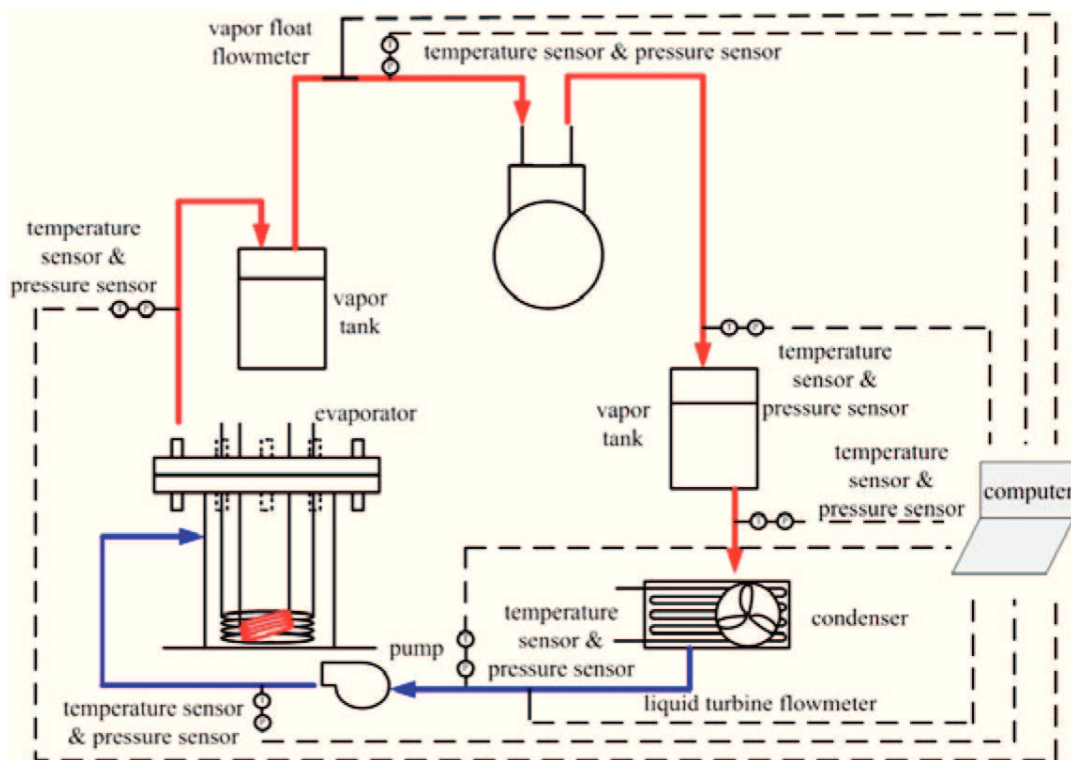 vapor float
flowmeter
temperature sensor & pressure sensor
T
P
temperature
sensor &
pressure sensor
T P
vapor
tank
T P
temperature
sensor &
pressure sensor
vapor
tank
evaporator
temperature
sensor &
pressure sensor
T P
computer
condenser
temperature
sensor &
pressure sensor
T
P
pump
liquid turbine flowmeter
temperature sensor
& pressure sensor
T
P